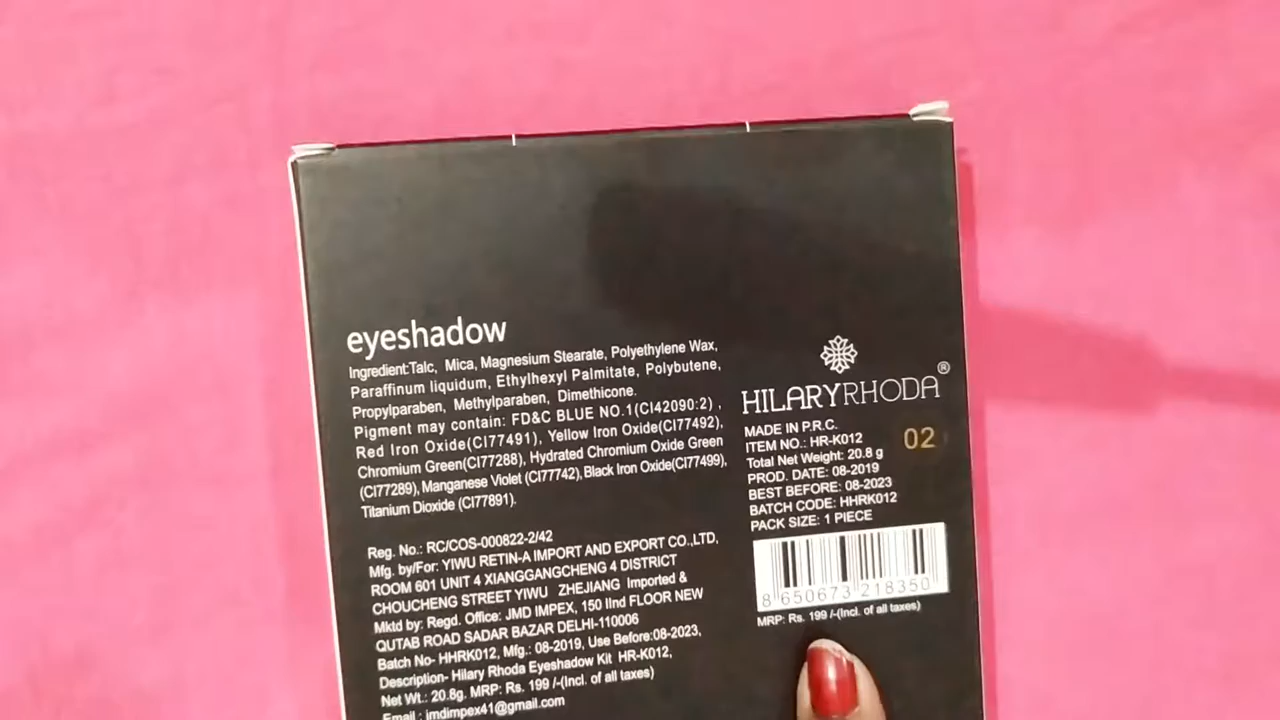 eyeshadow
Ingredient:Talc, Mica, Magnesium Stearate, Polyethylene Wax,
Paraffinum liquidum, Ethylhexyl Palmitate, Polybutene,
Propylparaben, Methylparaben, Dimethicone.
Pigment may contain: FD&C BLUE NO.1(CI42090:2) ,
Red Iron Oxide(CI77491), Yellow Iron Oxide(CI77492),
Chromium Green(CI77288), Hydrated Chromium Oxide Green
(CI77289), Manganese Violet (CI77742), Black Iron Oxide(CI77499),
Titanium Dioxide (CI77891).
Reg. No.: RC/COS-000822-2/42
Mfg. by/For: YIWU RETIN-A IMPORT AND EXPORT CO.,LTD,
ROOM 601 UNIT 4 XIANGGANGCHENG 4 DISTRICT
CHOUCHENG STREET YIWU ZHEJIANG Imported &
Mktd by: Regd. Office: JMD IMPEX, 150 IInd FLOOR NEW
QUTAB ROAD SADAR BAZAR DELHI-110006
Batch No- HHRK012, Mfg.: 08-2019, Use Before:08-2023,
Description- Hilary Rhoda Eyeshadow Kit HR-K012,
Net Wt.: 20.8g. MRP: Rs. 199 /-(Incl. of all taxes)
Email : jmdimpex41@gmail.com
HILARYRHODA®
MADE IN P.R.C.
ITEM NO.: HR-K012
02
Total Net Weight: 20.8 g
PROD. DATE: 08-2019
BEST BEFORE: 08-2023
BATCH CODE: HHRK012
PACK SIZE: 1 PIECE
8 650673 218350
MRP: Rs. 199 /-(Incl. of all taxes)